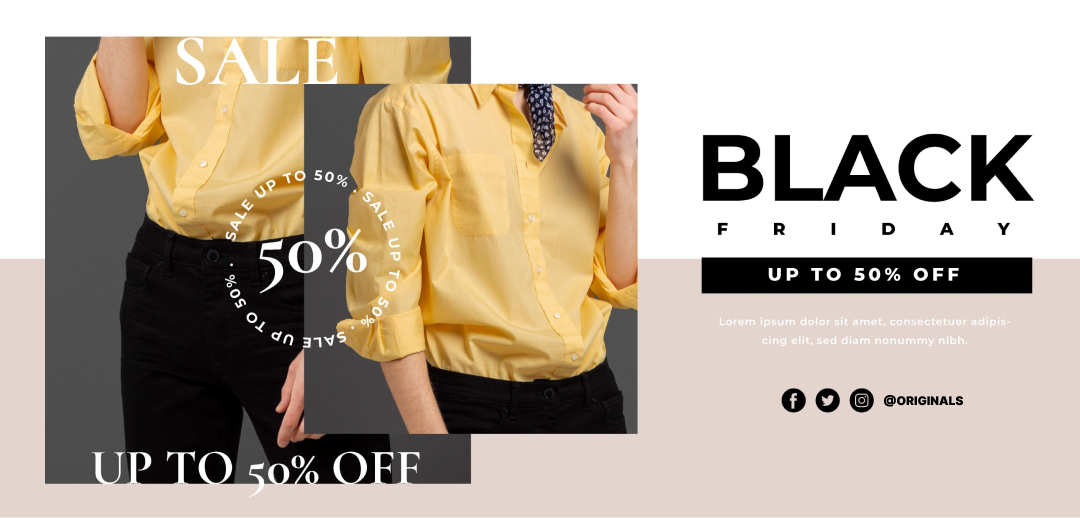 SALE
SALE UP TO 50% · SALE UP TO 50% · SALE UP TO 50% ·
50%
UP TO 50% OFF
BLACK
FRIDAY
UP TO 50% OFF
Lorem ipsum dolor sit amet, consectetuer adipis-
cing elit, sed diam nonummy nibh.
@ORIGINALS